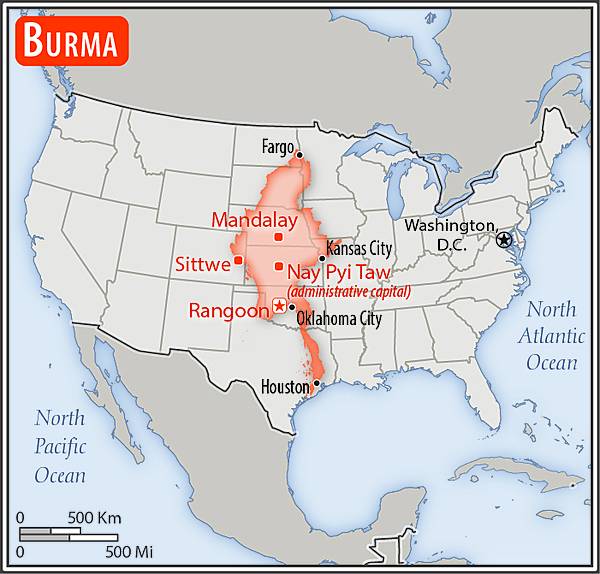 BURMA
Fargo
Mandalay
Washington,
D.C.
Kansas City
Sittwe
Nay Pyi Taw
(administrative capital)
Rangoon
Oklahoma City
North
Atlantic
Ocean
Houston
North
Pacific
Ocean
0 500 Km
0 500 Mi